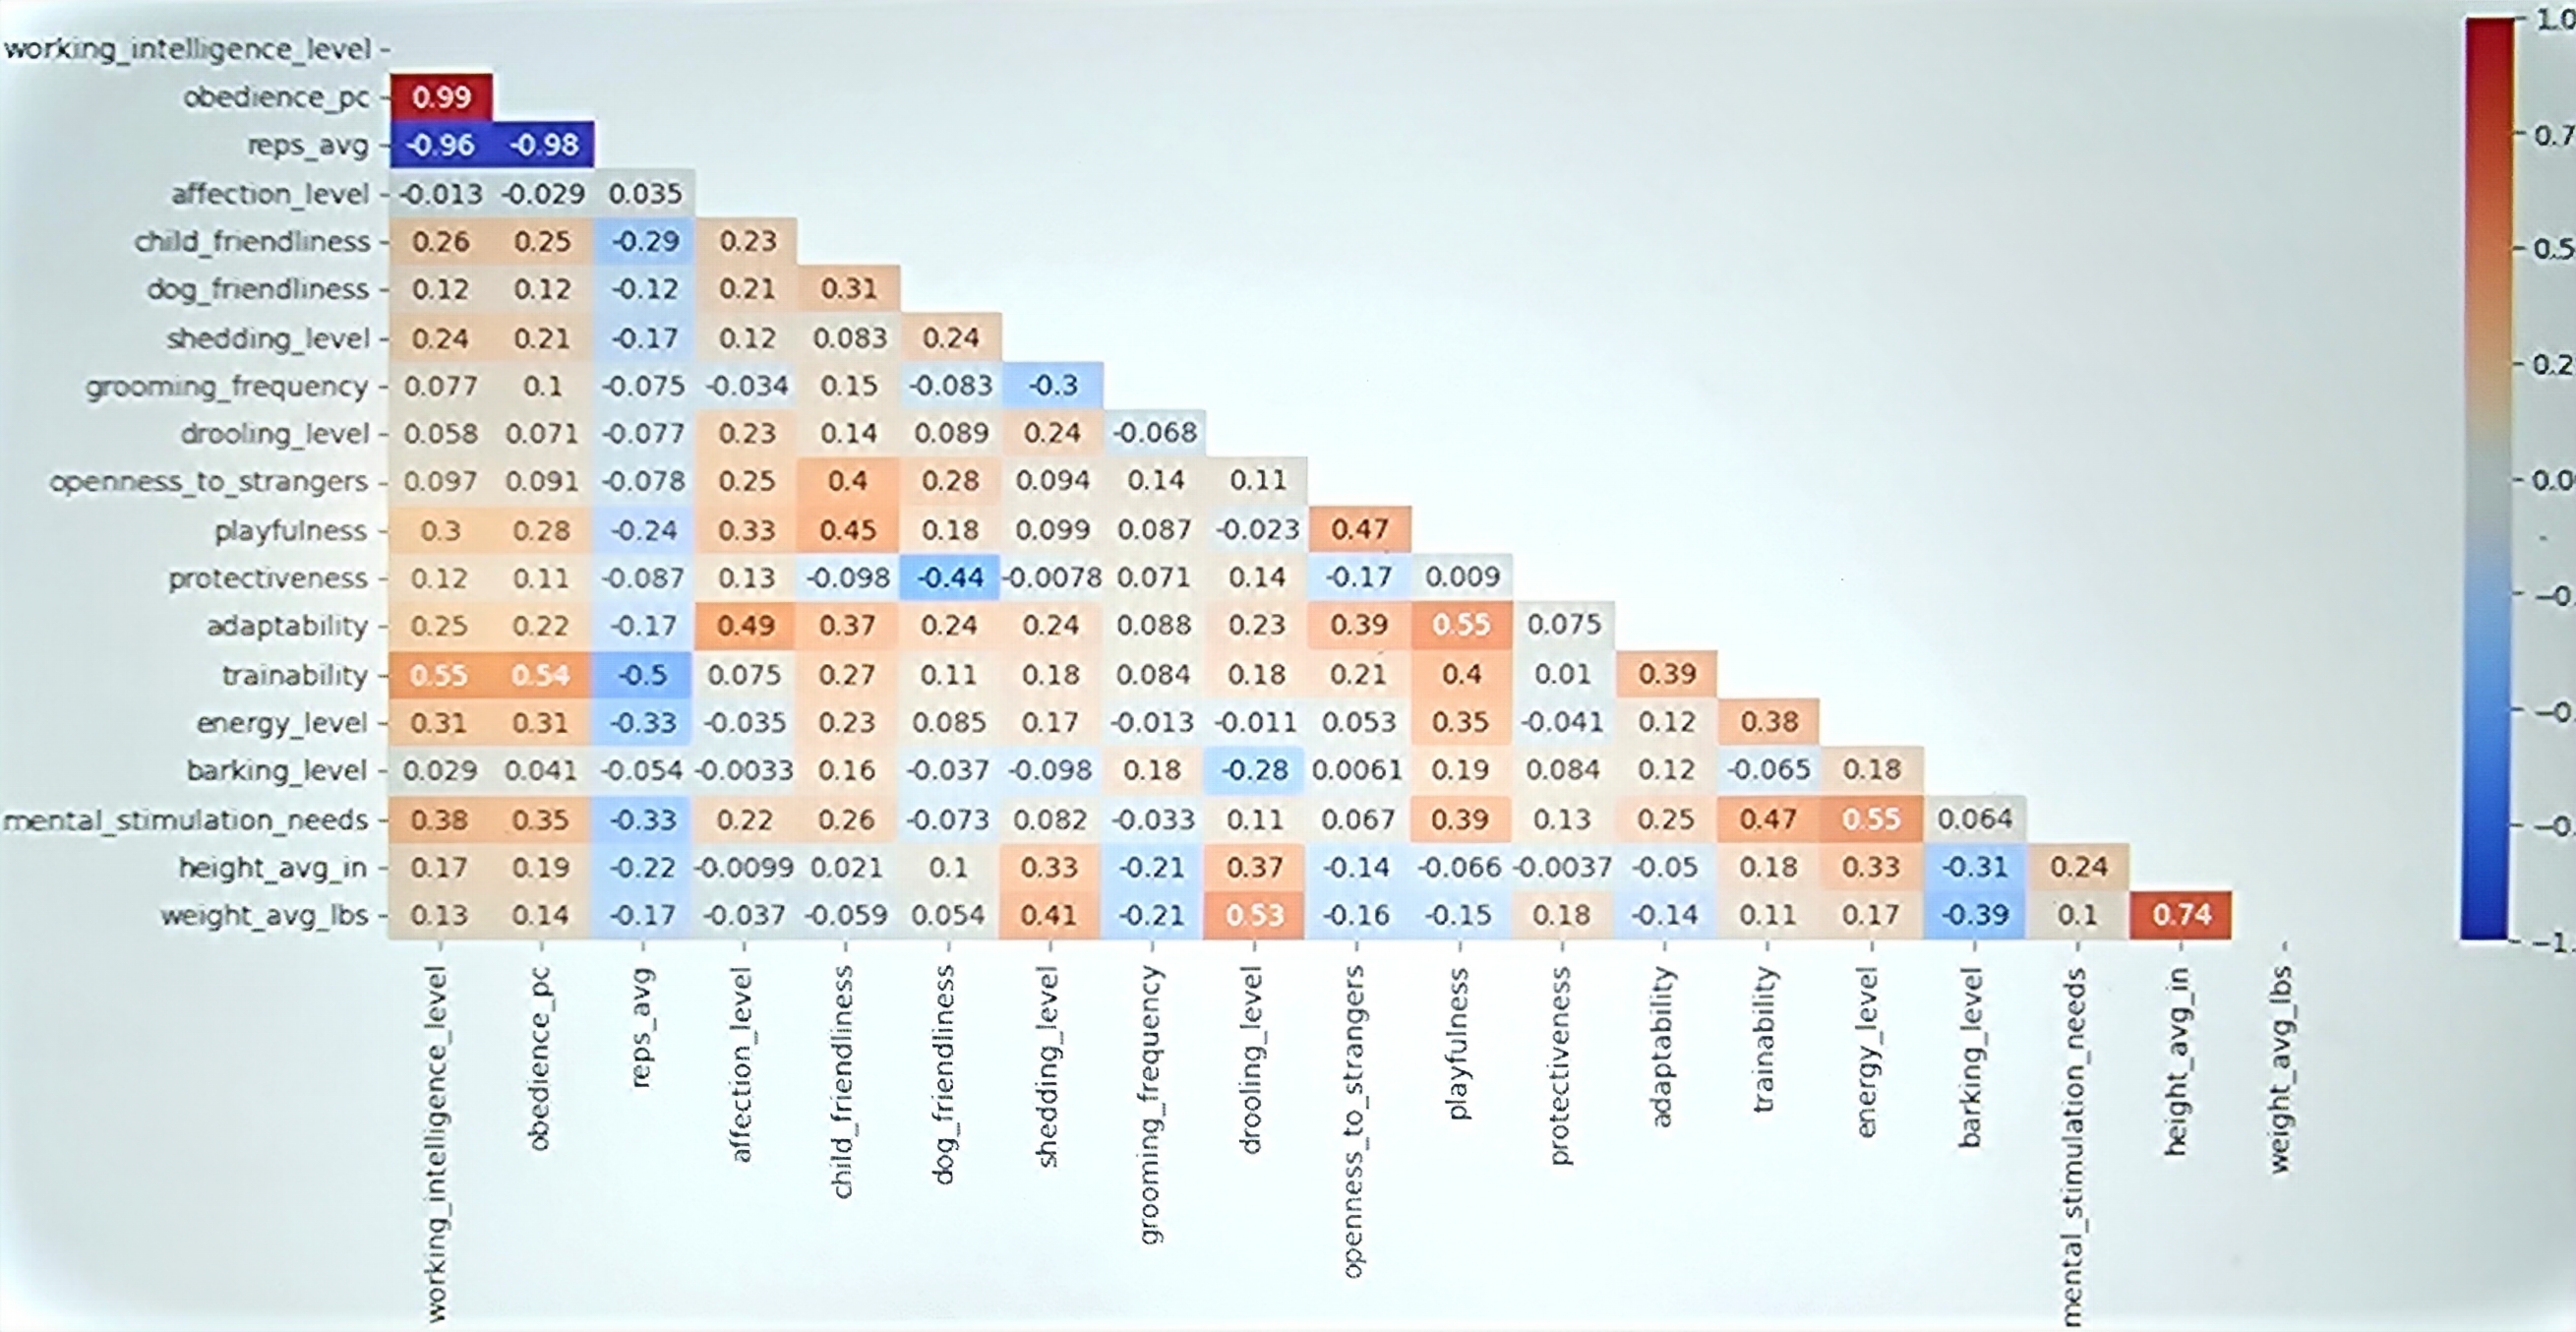 1.0
working_intelligence_level
obedience_pc 0.99
0.7
reps_avg -0.96 -0.98
affection_level -0.013 -0.029 0.035
child_friendliness 0.26 0.25 -0.29 0.23
0.5
dog_friendliness 0.12 0.12 -0.12 0.21 0.31
shedding_level 0.24 0.21 -0.17 0.12 0.083 0.24
0.2
grooming_frequency 0.077 0.1 -0.075 -0.034 0.15 -0.083 -0.3
drooling_level 0.058 0.071 -0.077 0.23 0.14 0.089 0.24 -0.068
openness_to_strangers 0.097 0.091 -0.078 0.25 0.4 0.28 0.094 0.14 0.11
0.0
playfulness 0.3 0.28 -0.24 0.33 0.45 0.18 0.099 0.087 -0.023 0.47
protectiveness 0.12 0.11 -0.087 0.13 -0.098 -0.44 -0.0078 0.071 0.14 -0.17 0.009
-0.
adaptability 0.25 0.22 -0.17 0.49 0.37 0.24 0.24 0.088 0.23 0.39 0.55 0.075
trainability 0.55 0.54 -0.5 0.075 0.27 0.11 0.18 0.084 0.18 0.21 0.4 0.01 0.39
-0.
energy_level 0.31 0.31 -0.33 -0.035 0.23 0.085 0.17 -0.013 -0.011 0.053 0.35 -0.041 0.12 0.38
barking_level 0.029 0.041 -0.054 -0.0033 0.16 -0.037 -0.098 0.18 -0.28 0.0061 0.19 0.084 0.12 -0.065 0.18
mental_stimulation_needs 0.38 0.35 -0.33 0.22 0.26 -0.073 0.082 -0.033 0.11 0.067 0.39 0.13 0.25 0.47 0.55 0.064
-0.
height_avg_in 0.17 0.19 -0.22 -0.0099 0.021 0.1 0.33 -0.21 0.37 -0.14 -0.066 -0.0037 -0.05 0.18 0.33 -0.31 0.24
weight_avg_lbs 0.13 0.14 -0.17 -0.037 -0.059 0.054 0.41 -0.21 0.53 -0.16 -0.15 0.18 -0.14 0.11 0.17 -0.39 0.1 0.74
-1.
working_intelligence_level
obedience_pc
reps_avg
affection_level
child_friendliness
dog_friendliness
shedding_level
grooming_frequency
drooling_level
openness_to_strangers
playfulness
protectiveness
adaptability
trainability
energy_level
barking_level
mental_stimulation_needs
height_avg_in
weight_avg_lbs